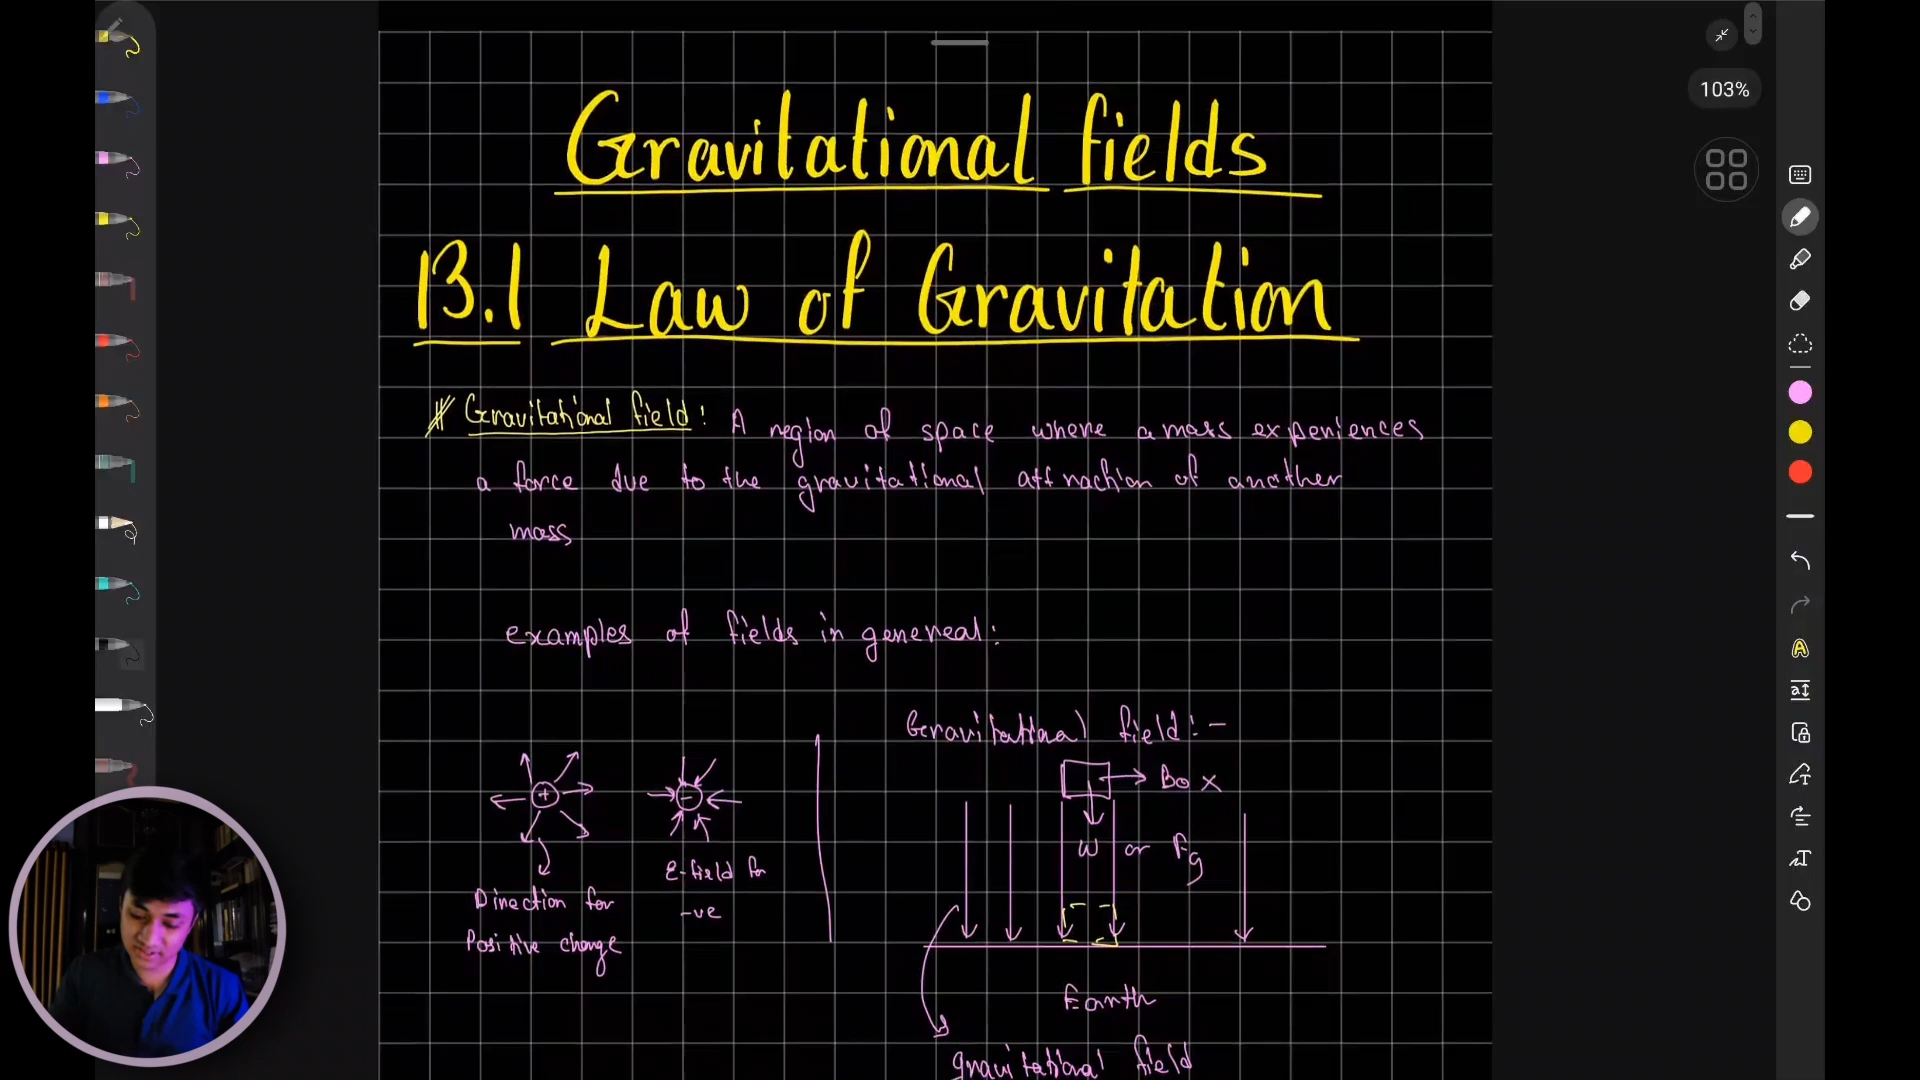 103%
Gravitational fields
13.1 Law of Gravitation
# Gravitational field: A region of space where a mass experiences
a force due to the gravitational attraction of another
mass
examples of fields in genereal:
Gravitational field:-
+
-
Box
W or Fg
E-field for
-ve
Direction for
Positive charge
Earth
gravitational field